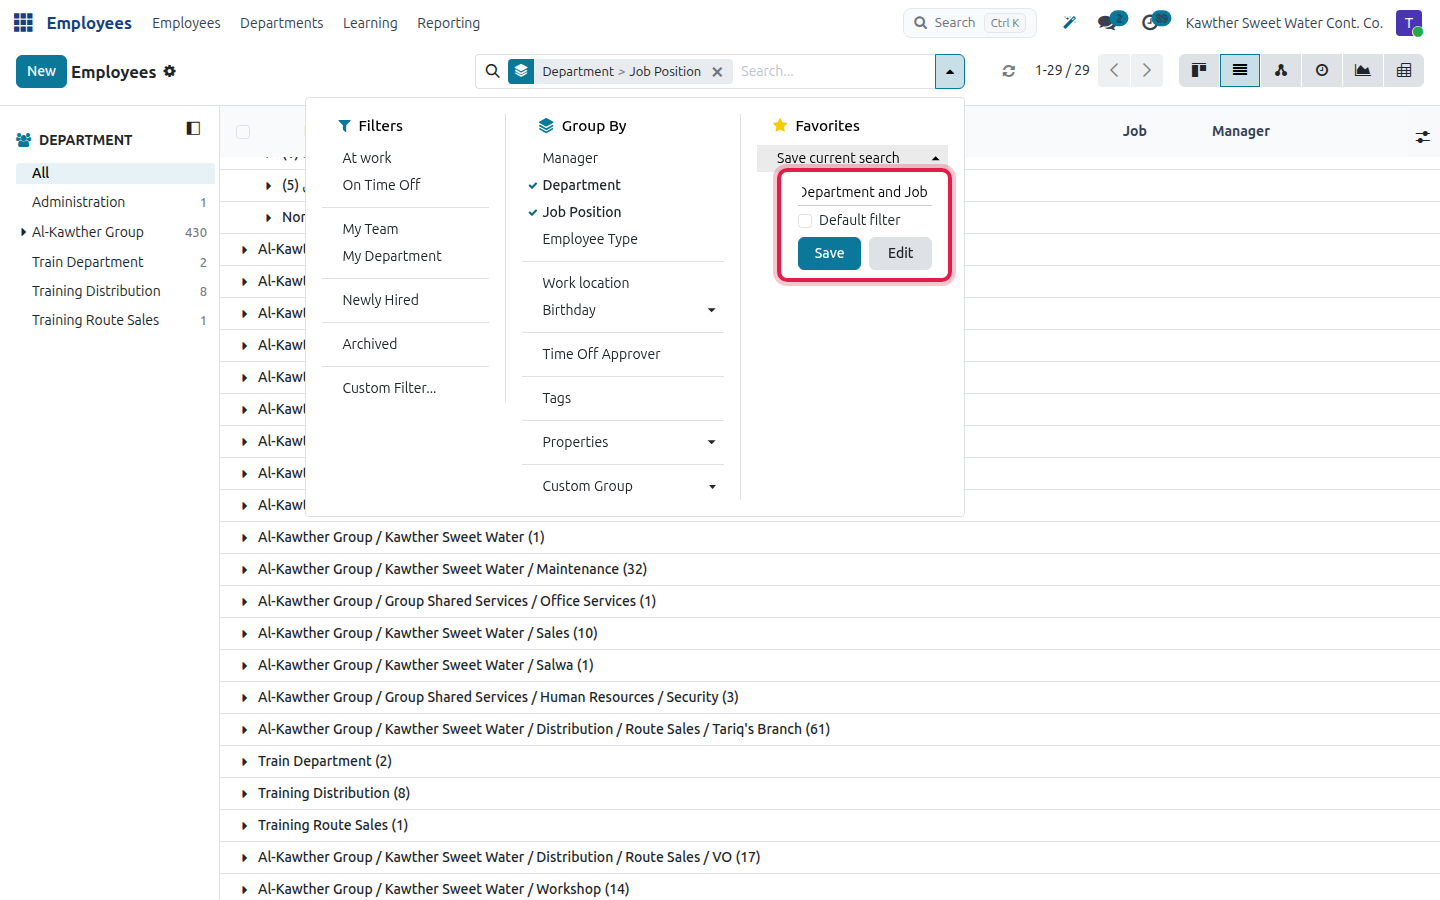 Employees Employees Departments Learning Reporting Search Ctrl K 2 Kawther Sweet Water Cont. Co. T
New Employees Department > Job Position Search... 1-29 / 29
DEPARTMENT
All
Administration 1
Al-Kawther Group 430
Train Department 2
Training Distribution 8
Training Route Sales 1
Filters
At work
On Time Off
My Team
My Department
Newly Hired
Archived
Custom Filter...
Group By
Manager
Department
Job Position
Employee Type
Work location
Birthday
Time Off Approver
Tags
Properties
Custom Group
Favorites
Save current search
Department and Job
Default filter
Save Edit
Job Manager
(5)
Al-Kawther Group / Kawther Sweet Water (1)
Al-Kawther Group / Kawther Sweet Water / Maintenance (32)
Al-Kawther Group / Group Shared Services / Office Services (1)
Al-Kawther Group / Kawther Sweet Water / Sales (10)
Al-Kawther Group / Kawther Sweet Water / Salwa (1)
Al-Kawther Group / Group Shared Services / Human Resources / Security (3)
Al-Kawther Group / Kawther Sweet Water / Distribution / Route Sales / Tariq's Branch (61)
Train Department (2)
Training Distribution (8)
Training Route Sales (1)
Al-Kawther Group / Kawther Sweet Water / Distribution / Route Sales / VO (17)
Al-Kawther Group / Kawther Sweet Water / Workshop (14)